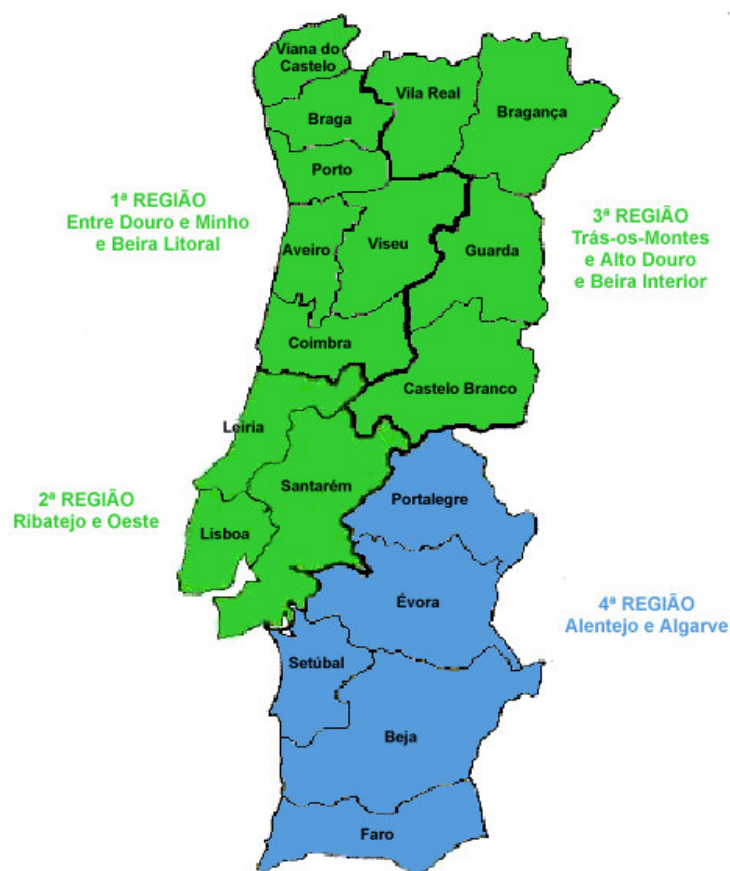 Viana do
Castelo
Braga
Vila Real
Bragança
Porto
1ª REGIÃO
Entre Douro e Minho
e Beira Litoral
Aveiro
Viseu
Guarda
3ª REGIÃO
Trás-os-Montes
e Alto Douro
e Beira Interior
Coimbra
Castelo Branco
Leiria
Santarém
Portalegre
2ª REGIÃO
Ribatejo e Oeste
Lisboa
Évora
4ª REGIÃO
Alentejo e Algarve
Setúbal
Beja
Faro